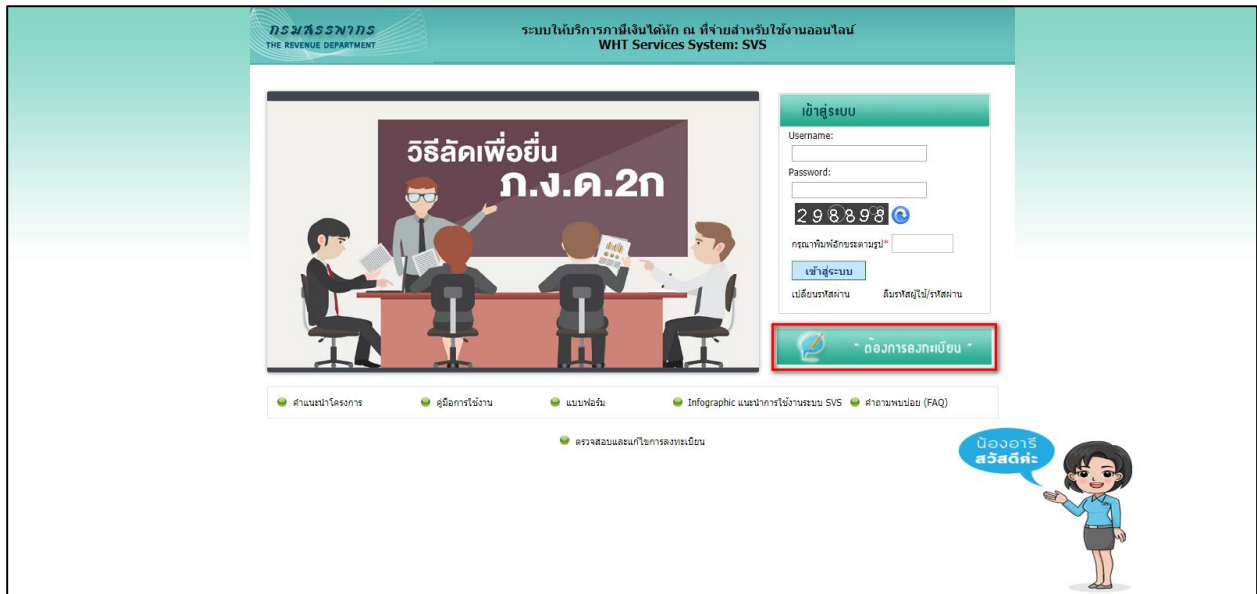 กรมสรรพากร
THE REVENUE DEPARTMENT
ระบบให้บริการภาษีเงินได้หัก ณ ที่จ่ายสำหรับใช้งานออนไลน์
WHT Services System: SVS
วิธีลัดเพื่อยื่น
ภ.ง.ด.2ก
เข้าสู่ระบบ
Username:
Password:
298898
กรุณาพิมพ์อักขระตามรูป*
เข้าสู่ระบบ
เปลี่ยนรหัสผ่าน ลืมรหัสผู้ใช้/รหัสผ่าน
" ต้องการลงทะเบียน "
คำแนะนำโครงการ คู่มือการใช้งาน แบบฟอร์ม Infographic แนะนำการใช้งานระบบ SVS คำถามพบบ่อย (FAQ)
ตรวจสอบและแก้ไขการลงทะเบียน
น้องอารี
สวัสดีค่ะ